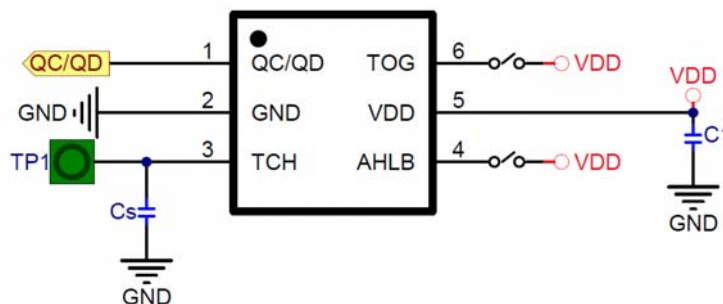 QC/QD 1 QC/QD TOG 6 VDD
VDD
GND 2 GND VDD 5
C1
TP1 3 TCH AHLB 4 VDD
Cs
GND
GND